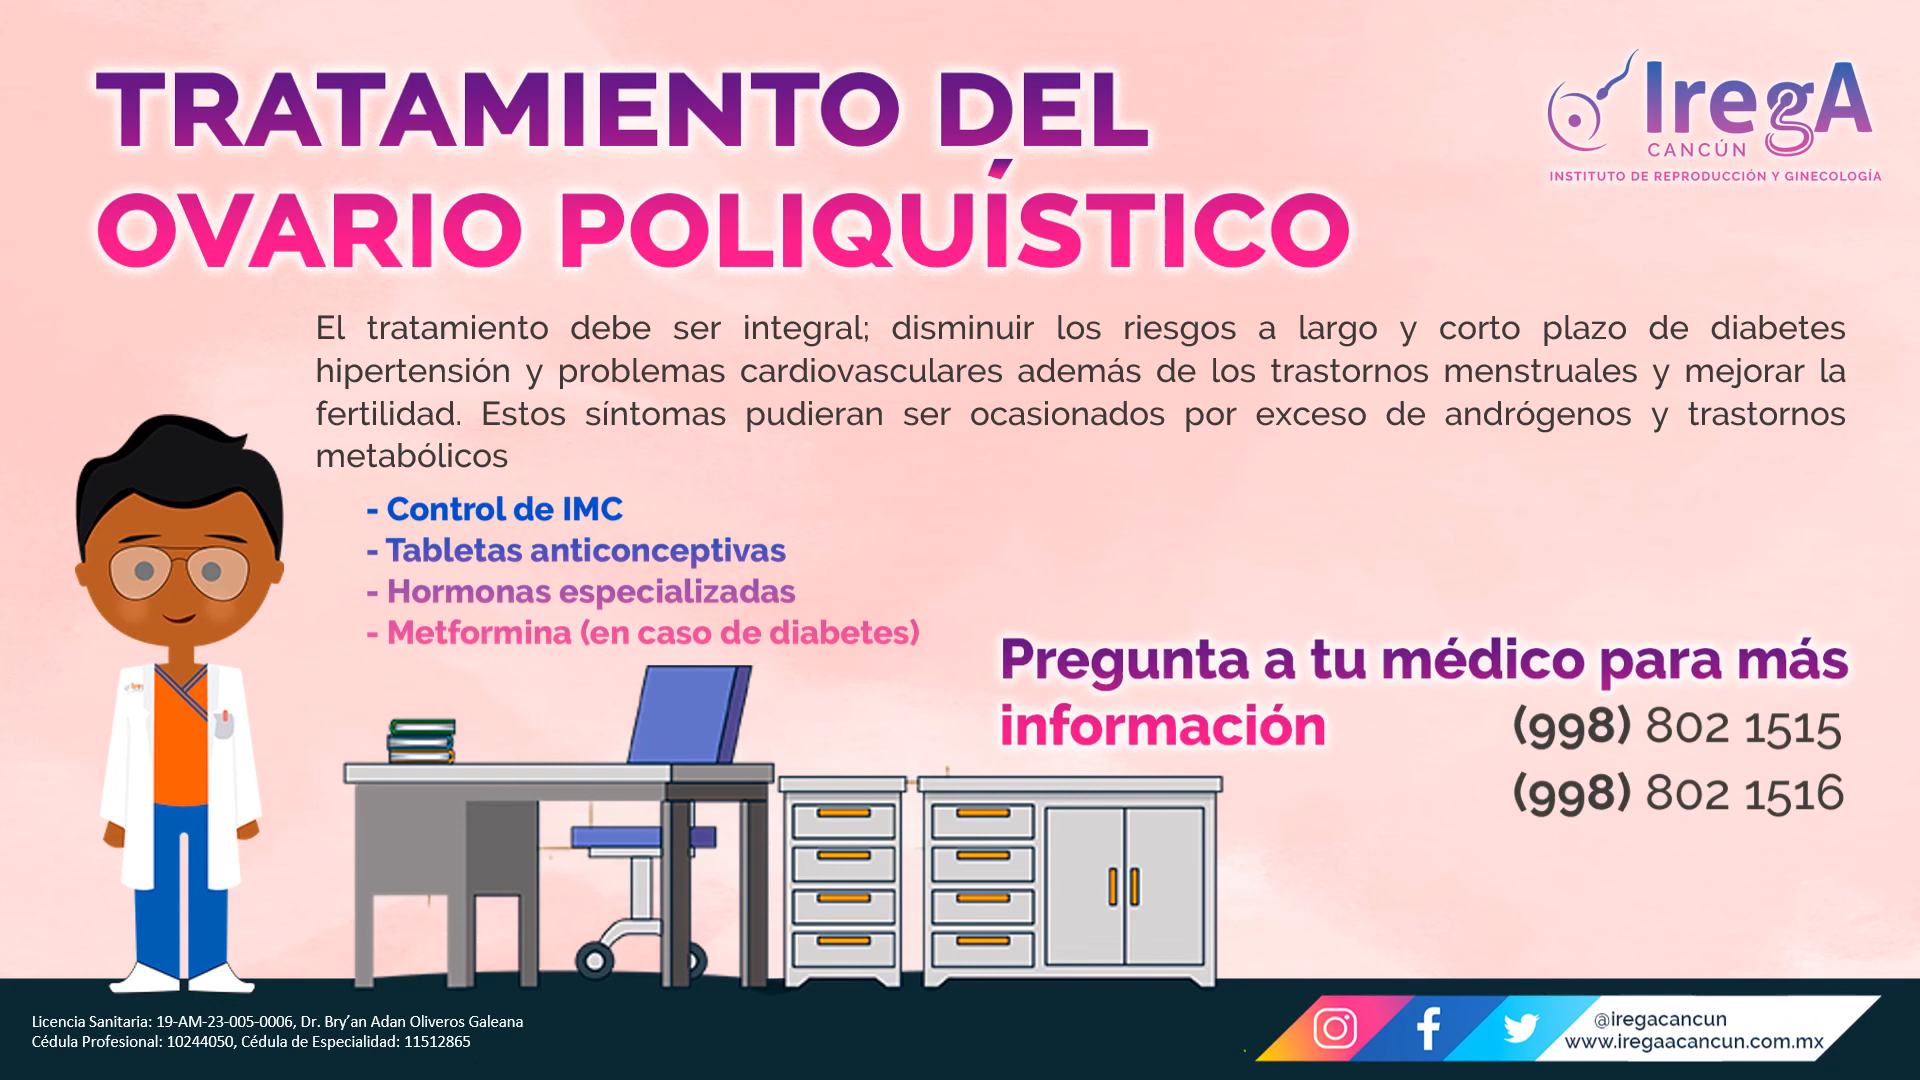 TRATAMIENTO DEL
OVARIO POLIQUÍSTICO
IregA
CANCÚN
INSTITUTO DE REPRODUCCIÓN Y GINECOLOGÍA
El tratamiento debe ser integral; disminuir los riesgos a largo y corto plazo de diabetes
hipertensión y problemas cardiovasculares además de los trastornos menstruales y mejorar la
fertilidad. Estos síntomas pudieran ser ocasionados por exceso de andrógenos y trastornos
metabólicos
- Control de IMC
- Tabletas anticonceptivas
- Hormonas especializadas
- Metformina (en caso de diabetes)
Pregunta a tu médico para más
información
(998) 802 1515
(998) 802 1516
Licencia Sanitaria: 19-AM-23-005-0006, Dr. Bry’an Adan Oliveros Galeana
Cédula Profesional: 10244050, Cédula de Especialidad: 11512865
@iregacancun
www.iregaacancun.com.mx